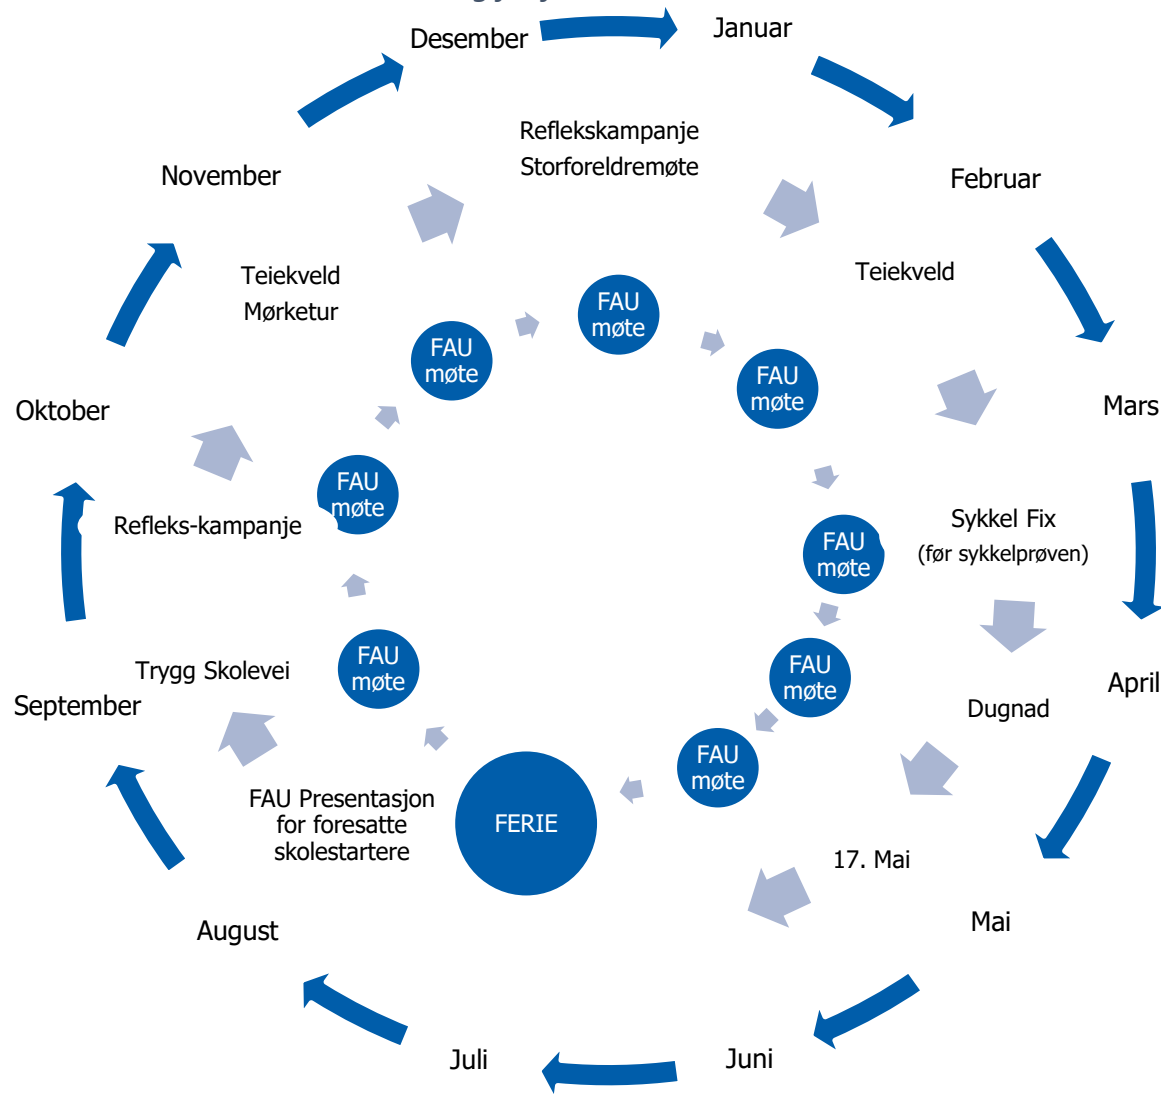 Desember
Januar
Februar
Mars
April
Mai
Juni
Juli
August
September
Oktober
November
Reflekskampanje
Storforeldremøte
Teiekveld
Sykkel Fix
(før sykkelprøven)
Dugnad
17. Mai
FAU Presentasjon
for foresatte
skolestartere
Trygg Skolevei
Refleks-kampanje
Teiekveld
Mørketur
FAU
møte
FAU
møte
FAU
møte
FAU
møte
FAU
møte
FERIE
FAU
møte
FAU
møte
FAU
møte